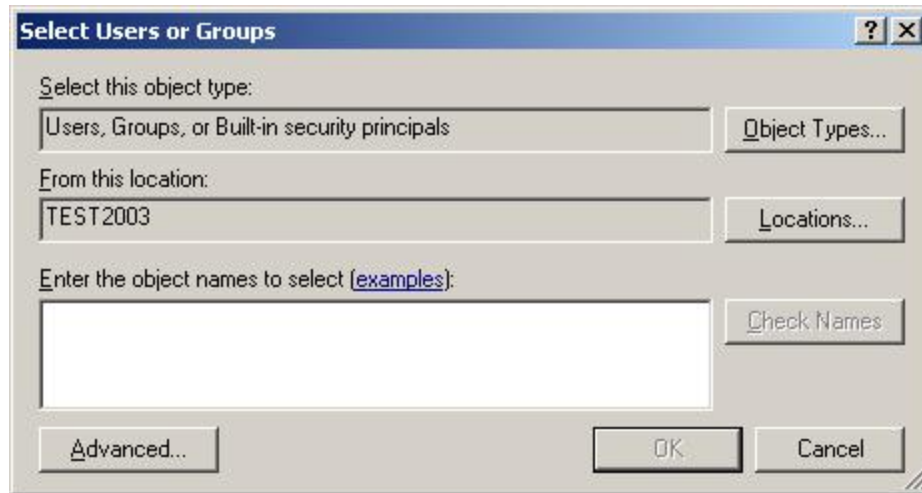 Select Users or Groups
Select this object type:
Users, Groups, or Built-in security principals
Object Types...
From this location:
TEST2003
Locations...
Enter the object names to select (examples):
Check Names
Advanced...
OK
Cancel